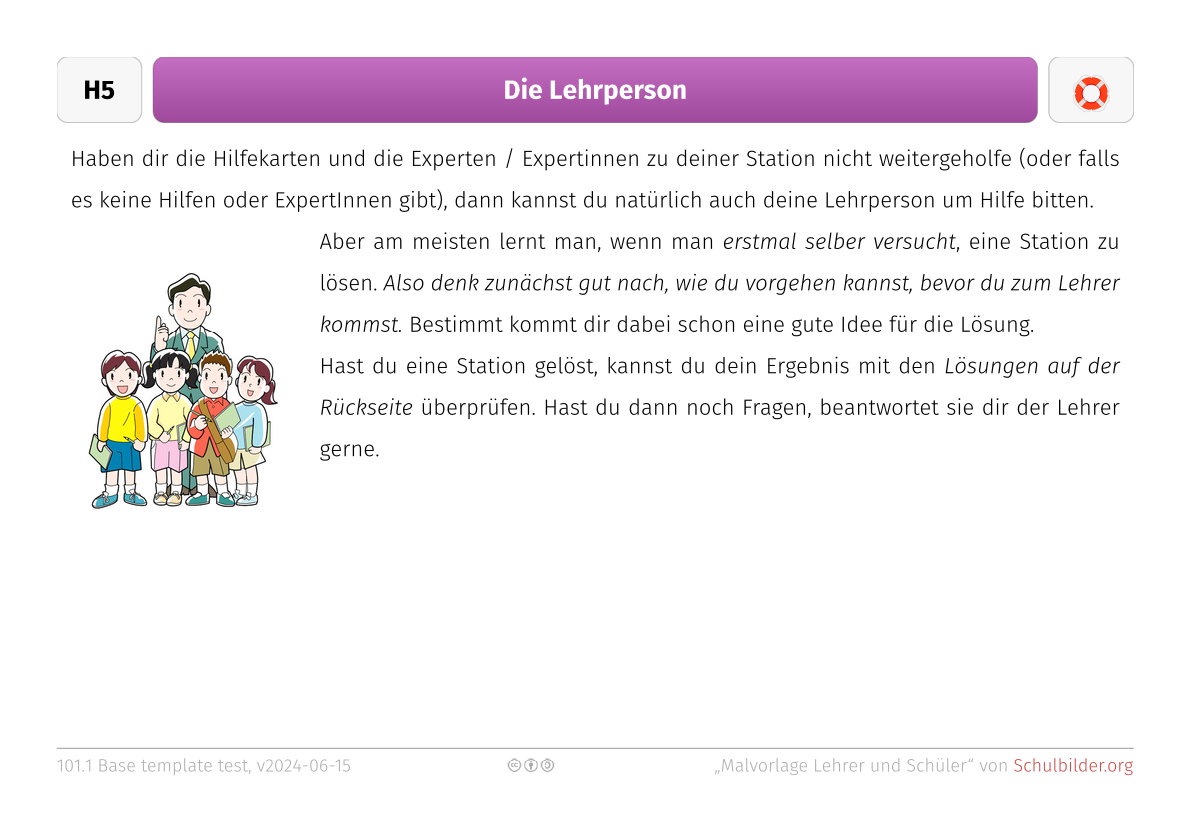 H5
Die Lehrperson
Haben dir die Hilfekarten und die Experten / Expertinnen zu deiner Station nicht weitergeholfe (oder falls
es keine Hilfen oder ExpertInnen gibt), dann kannst du natürlich auch deine Lehrperson um Hilfe bitten.
Aber am meisten lernt man, wenn man erstmal selber versucht, eine Station zu
lösen. Also denk zunächst gut nach, wie du vorgehen kannst, bevor du zum Lehrer
kommst. Bestimmt kommt dir dabei schon eine gute Idee für die Lösung.
Hast du eine Station gelöst, kannst du dein Ergebnis mit den Lösungen auf der
Rückseite überprüfen. Hast du dann noch Fragen, beantwortet sie dir der Lehrer
gerne.
101.1 Base template test, v2024-06-15
„Malvorlage Lehrer und Schüler“ von Schulbilder.org